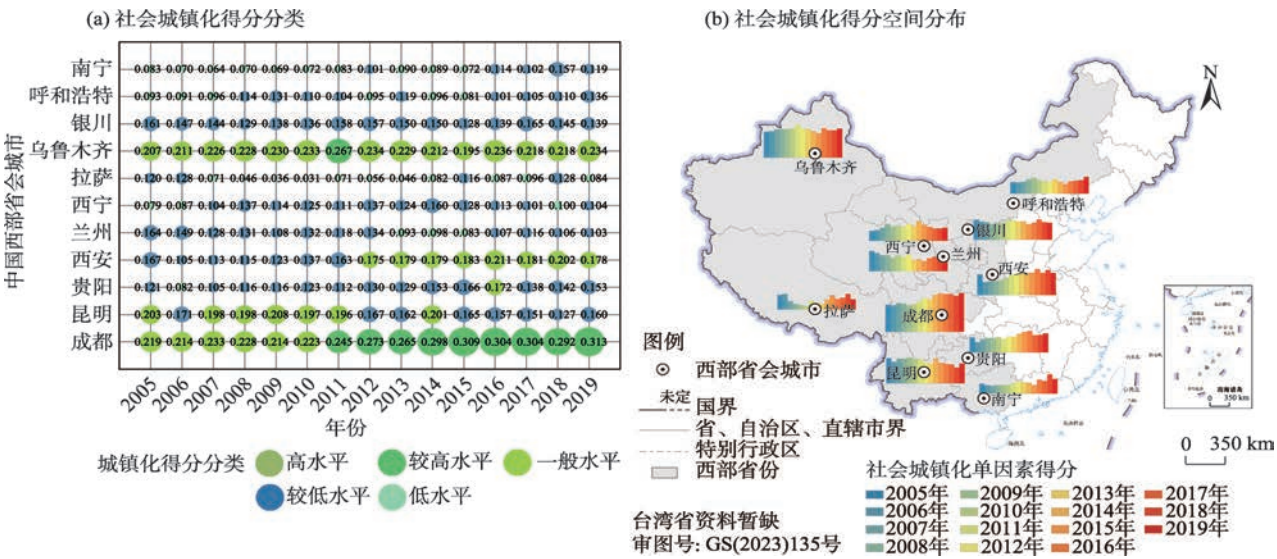 (a) 社会城镇化得分分类
中国西部省会城市
南宁 0.083 0.070 0.064 0.070 0.069 0.072 0.083 0.101 0.090 0.089 0.072 0.114 0.102 0.157 0.119
呼和浩特 0.093 0.091 0.096 0.114 0.131 0.110 0.104 0.095 0.119 0.096 0.081 0.101 0.105 0.110 0.136
银川 0.161 0.147 0.144 0.129 0.138 0.136 0.158 0.157 0.150 0.150 0.128 0.139 0.165 0.145 0.139
乌鲁木齐 0.207 0.211 0.226 0.228 0.230 0.233 0.267 0.234 0.229 0.212 0.195 0.236 0.218 0.218 0.234
拉萨 0.120 0.128 0.071 0.046 0.036 0.031 0.071 0.056 0.046 0.082 0.116 0.087 0.096 0.128 0.084
西宁 0.079 0.087 0.104 0.137 0.114 0.125 0.111 0.137 0.124 0.160 0.128 0.113 0.101 0.100 0.104
兰州 0.164 0.149 0.128 0.131 0.108 0.132 0.118 0.134 0.093 0.098 0.083 0.107 0.116 0.106 0.103
西安 0.167 0.105 0.113 0.115 0.123 0.137 0.163 0.175 0.179 0.179 0.183 0.211 0.181 0.202 0.178
贵阳 0.121 0.082 0.105 0.116 0.116 0.123 0.112 0.130 0.129 0.153 0.166 0.172 0.138 0.142 0.153
昆明 0.203 0.171 0.198 0.198 0.208 0.197 0.196 0.167 0.162 0.201 0.165 0.157 0.151 0.127 0.160
成都 0.219 0.214 0.233 0.228 0.214 0.223 0.245 0.273 0.265 0.298 0.309 0.304 0.304 0.292 0.313
2005 2006 2007 2008 2009 2010 2011 2012 2013 2014 2015 2016 2017 2018 2019
年份
城镇化得分分类 高水平 较高水平 一般水平
较低水平 低水平
(b) 社会城镇化得分空间分布
N
乌鲁木齐
呼和浩特
银川
西宁
兰州
西安
拉萨
成都
贵阳
昆明
南宁
图例
西部省会城市
未定
国界
省、自治区、直辖市界
特别行政区
西部省份
南海诸岛
0 350 km
0 350 km
社会城镇化单因素得分
2005年 2009年 2013年 2017年
2006年 2010年 2014年 2018年
2007年 2011年 2015年 2019年
2008年 2012年 2016年
台湾省资料暂缺
审图号: GS(2023)135号